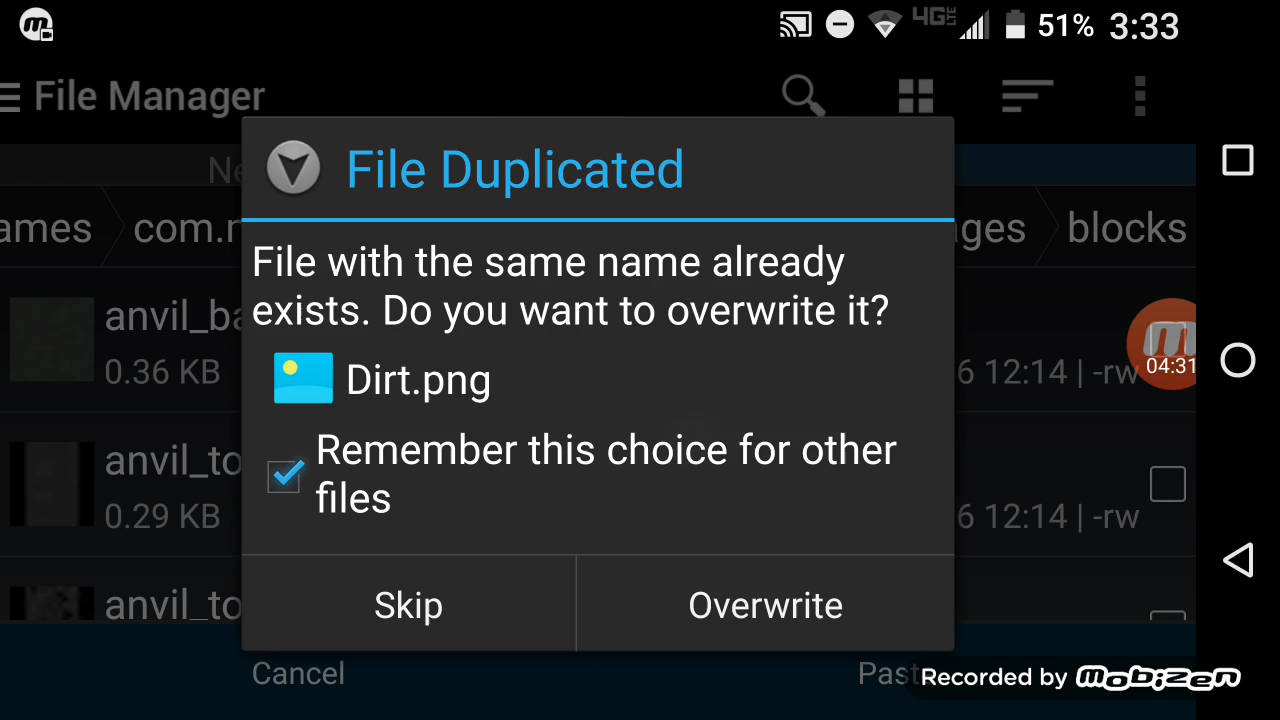 4G LTE 51% 3:33
File Manager
Ne
File Duplicated
ames com.r ges blocks
File with the same name already
exists. Do you want to overwrite it?
anvil_ba
0.36 KB 6 12:14 | -rw 04:31
Dirt.png
Remember this choice for other
files
anvil_to
0.29 KB 6 12:14 | -rw
anvil_to
Skip Overwrite
Cancel Past
Recorded by mobizen